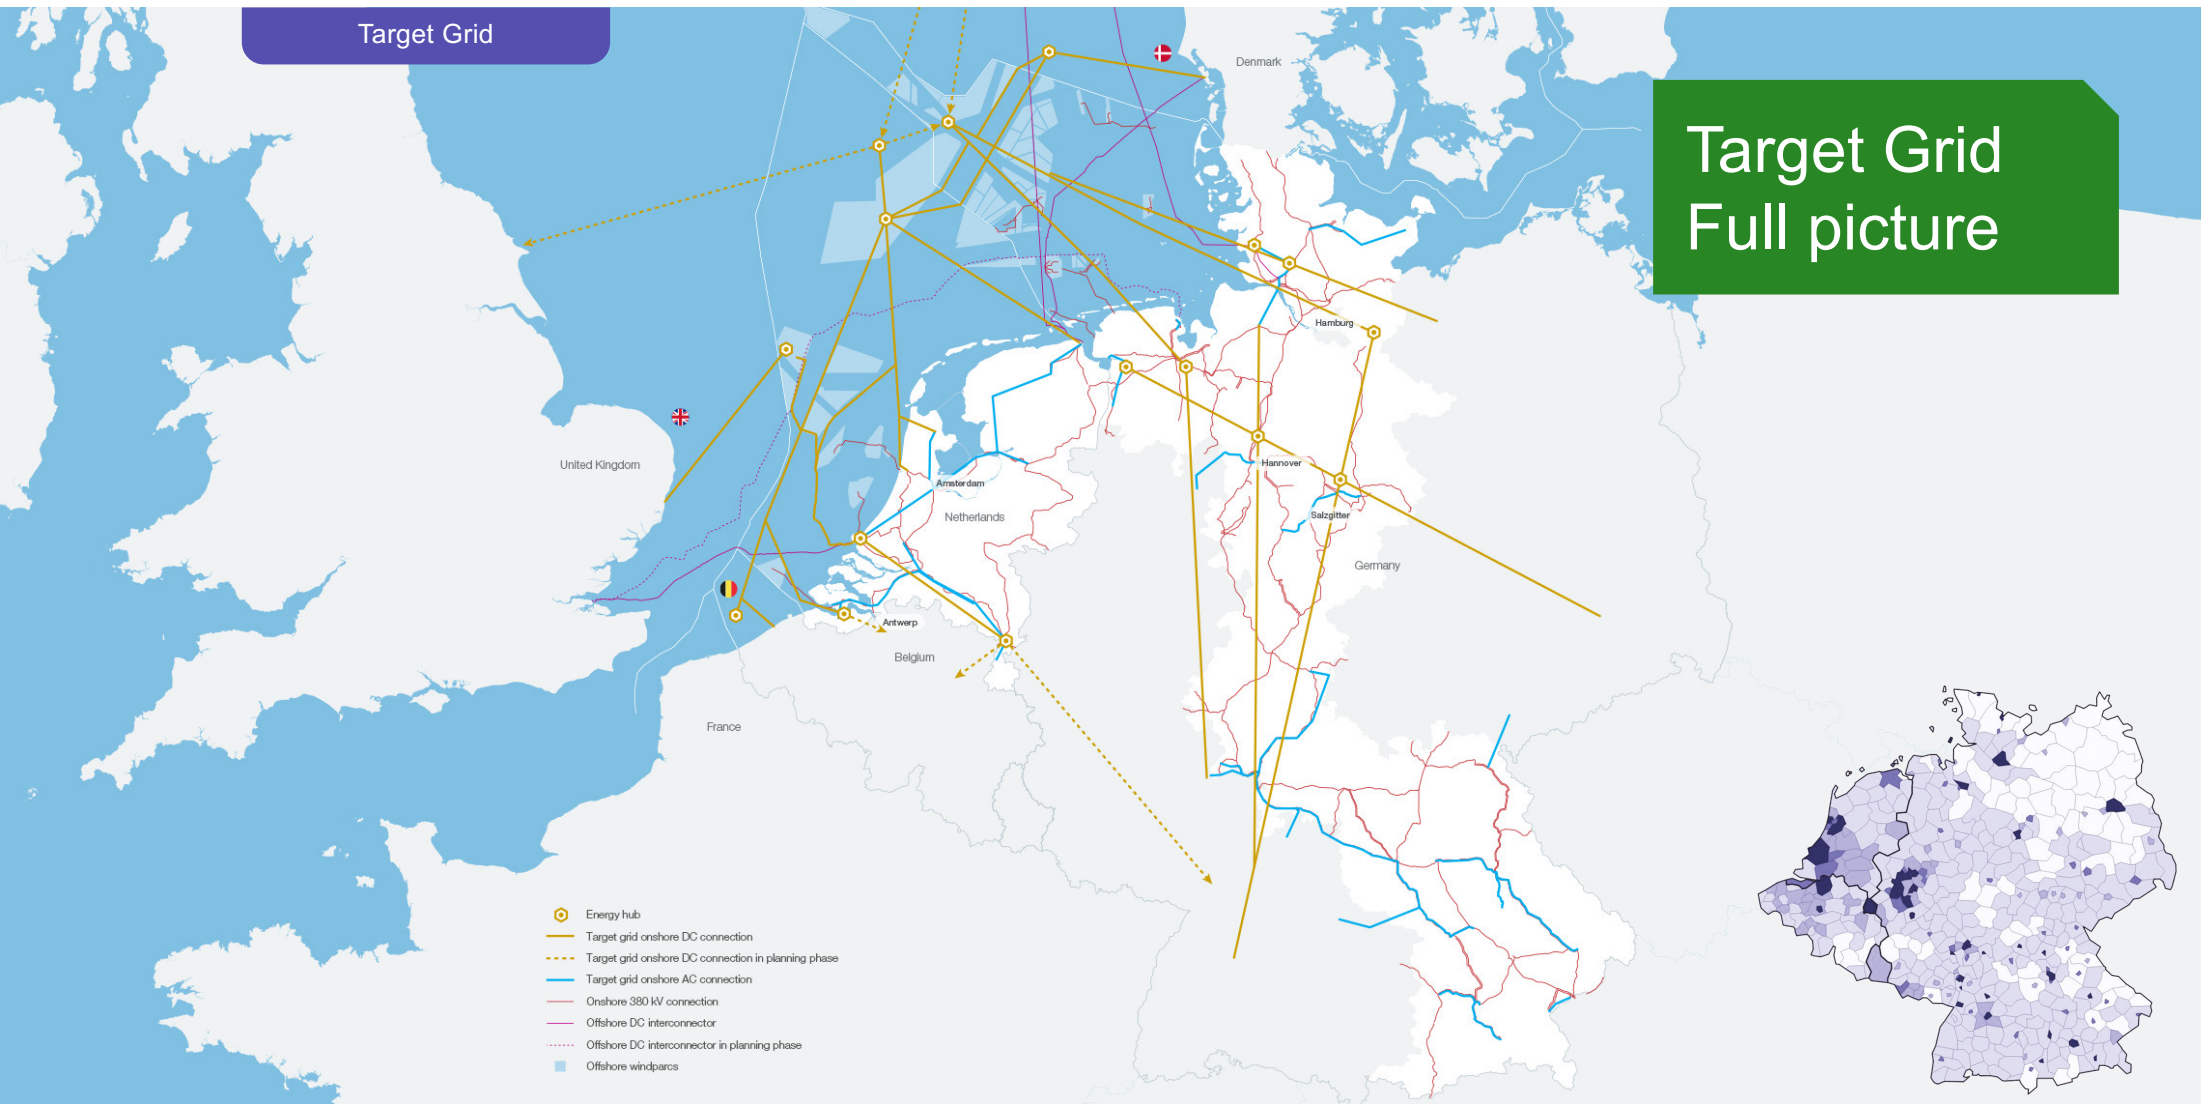 Target Grid
Target Grid
Full picture
Denmark
Hamburg
United Kingdom
Hannover
Amsterdam
Netherlands
Salzgitter
Germany
Antwerp
Belgium
France
Energy hub
Target grid onshore DC connection
Target grid onshore DC connection in planning phase
Target grid onshore AC connection
Onshore 380 kV connection
Offshore DC interconnector
Offshore DC interconnector in planning phase
Offshore windparcs